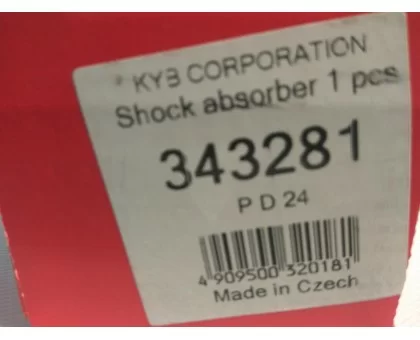 KYB CORPORATION
Shock absorber 1 pcs
343281
P D 24
4 909500 320181
Made in Czech